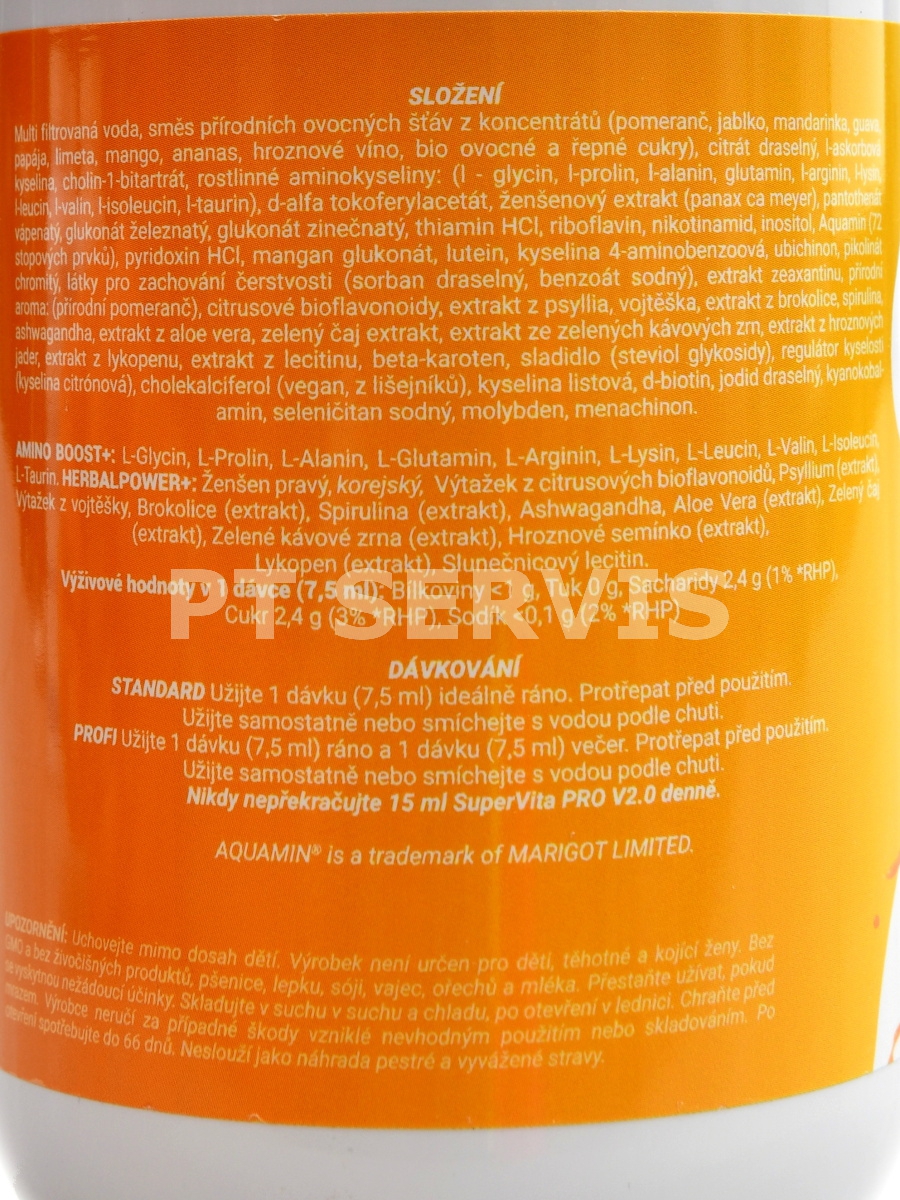 SLOŽENÍ
Multi filtrovaná voda, směs přírodních ovocných šťáv z koncentrátů (pomeranč, jablko, mandarinka, guava,
papája, limeta, mango, ananas, hroznové víno, bio ovocné a řepné cukry), citrát draselný, l-askorbová
kyselina, cholin-1-bitartrát, rostlinné aminokyseliny: (l - glycin, l-prolin, l-alanin, glutamin, l-arginin, l-lysin,
l-leucin, l-valin, l-isoleucin, l-taurin), d-alfa tokoferylacetát, ženšenový extrakt (panax ca meyer), pantothenát
vápenatý, glukonát železnatý, glukonát zinečnatý, thiamin HCl, riboflavin, nikotinamid, inositol, Aquamin (72
stopových prvků), pyridoxin HCl, mangan glukonát, lutein, kyselina 4-aminobenzoová, ubichinon, pikolinát
chromitý, látky pro zachování čerstvosti (sorban draselný, benzoát sodný), extrakt zeaxantinu, přírodní
aroma: (přírodní pomeranč), citrusové bioflavonoidy, extrakt z psyllia, vojtěška, extrakt z brokolice, spirulina,
ashwagandha, extrakt z aloe vera, zelený čaj extrakt, extrakt ze zelených kávových zrn, extrakt z hroznových
jader, extrakt z lykopenu, extrakt z lecitinu, beta-karoten, sladidlo (steviol glykosidy), regulátor kyselosti
(kyselina citrónová), cholekalciferol (vegan, z lišejníků), kyselina listová, d-biotin, jodid draselný, kyanokobal-
amin, seleničitan sodný, molybden, menachinon.
AMINO BOOST+: L-Glycin, L-Prolin, L-Alanin, L-Glutamin, L-Arginin, L-Lysin, L-Leucin, L-Valin, L-Isoleucin,
L-Taurin. HERBALPOWER+: Ženšen pravý, korejský, Výtažek z citrusových bioflavonoidů, Psyllium (extrakt),
Výtažek z vojtěšky, Brokolice (extrakt), Spirulina (extrakt), Ashwagandha, Aloe Vera (extrakt), Zelený čaj
(extrakt), Zelené kávové zrna (extrakt), Hroznové semínko (extrakt),
Lykopen (extrakt), Slunečnicový lecitin.
Výživové hodnoty v 1 dávce (7,5 ml): Bílkoviny <1 g, Tuk 0 g, Sacharidy 2,4 g (1% *RHP),
Cukr 2,4 g (3% *RHP), Sodík <0,1 g (2% *RHP)
PT SERVIS
DÁVKOVÁNÍ
STANDARD Užijte 1 dávku (7,5 ml) ideálně ráno. Protřepat před použitím.
Užijte samostatně nebo smíchejte s vodou podle chuti.
PROFI Užijte 1 dávku (7,5 ml) ráno a 1 dávku (7,5 ml) večer. Protřepat před použitím.
Užijte samostatně nebo smíchejte s vodou podle chuti.
Nikdy nepřekračujte 15 ml SuperVita PRO V2.0 denně.
AQUAMIN® is a trademark of MARIGOT LIMITED.
UPOZORNĚNÍ: Uchovejte mimo dosah dětí. Výrobek není určen pro děti, těhotné a kojící ženy. Bez
GMO a bez živočišných produktů, pšenice, lepku, sóji, vajec, ořechů a mléka. Přestaňte užívat, pokud
se vyskytnou nežádoucí účinky. Skladujte v suchu v suchu a chladu, po otevření v lednici. Chraňte před
mrazem. Výrobce neručí za případné škody vzniklé nevhodným použitím nebo skladováním. Po
otevření spotřebujte do 66 dnů. Neslouží jako náhrada pestré a vyvážené stravy.